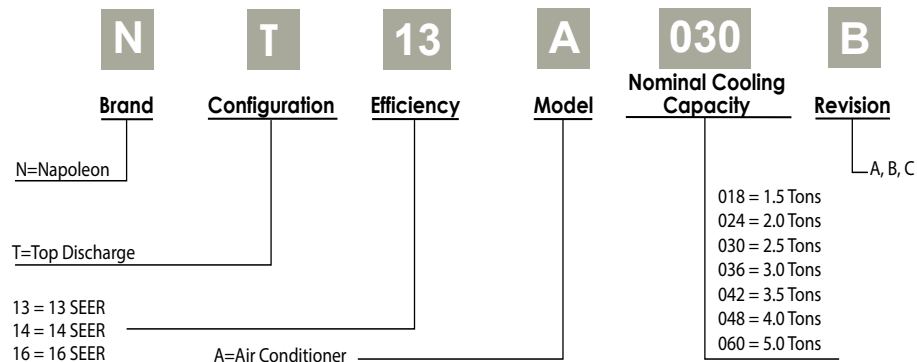 N T 13 A 030 B
Brand Configuration Efficiency Model Nominal Cooling Capacity Revision
N=Napoleon
A, B, C
T=Top Discharge
13 = 13 SEER
14 = 14 SEER
16 = 16 SEER
A=Air Conditioner
018 = 1.5 Tons
024 = 2.0 Tons
030 = 2.5 Tons
036 = 3.0 Tons
042 = 3.5 Tons
048 = 4.0 Tons
060 = 5.0 Tons